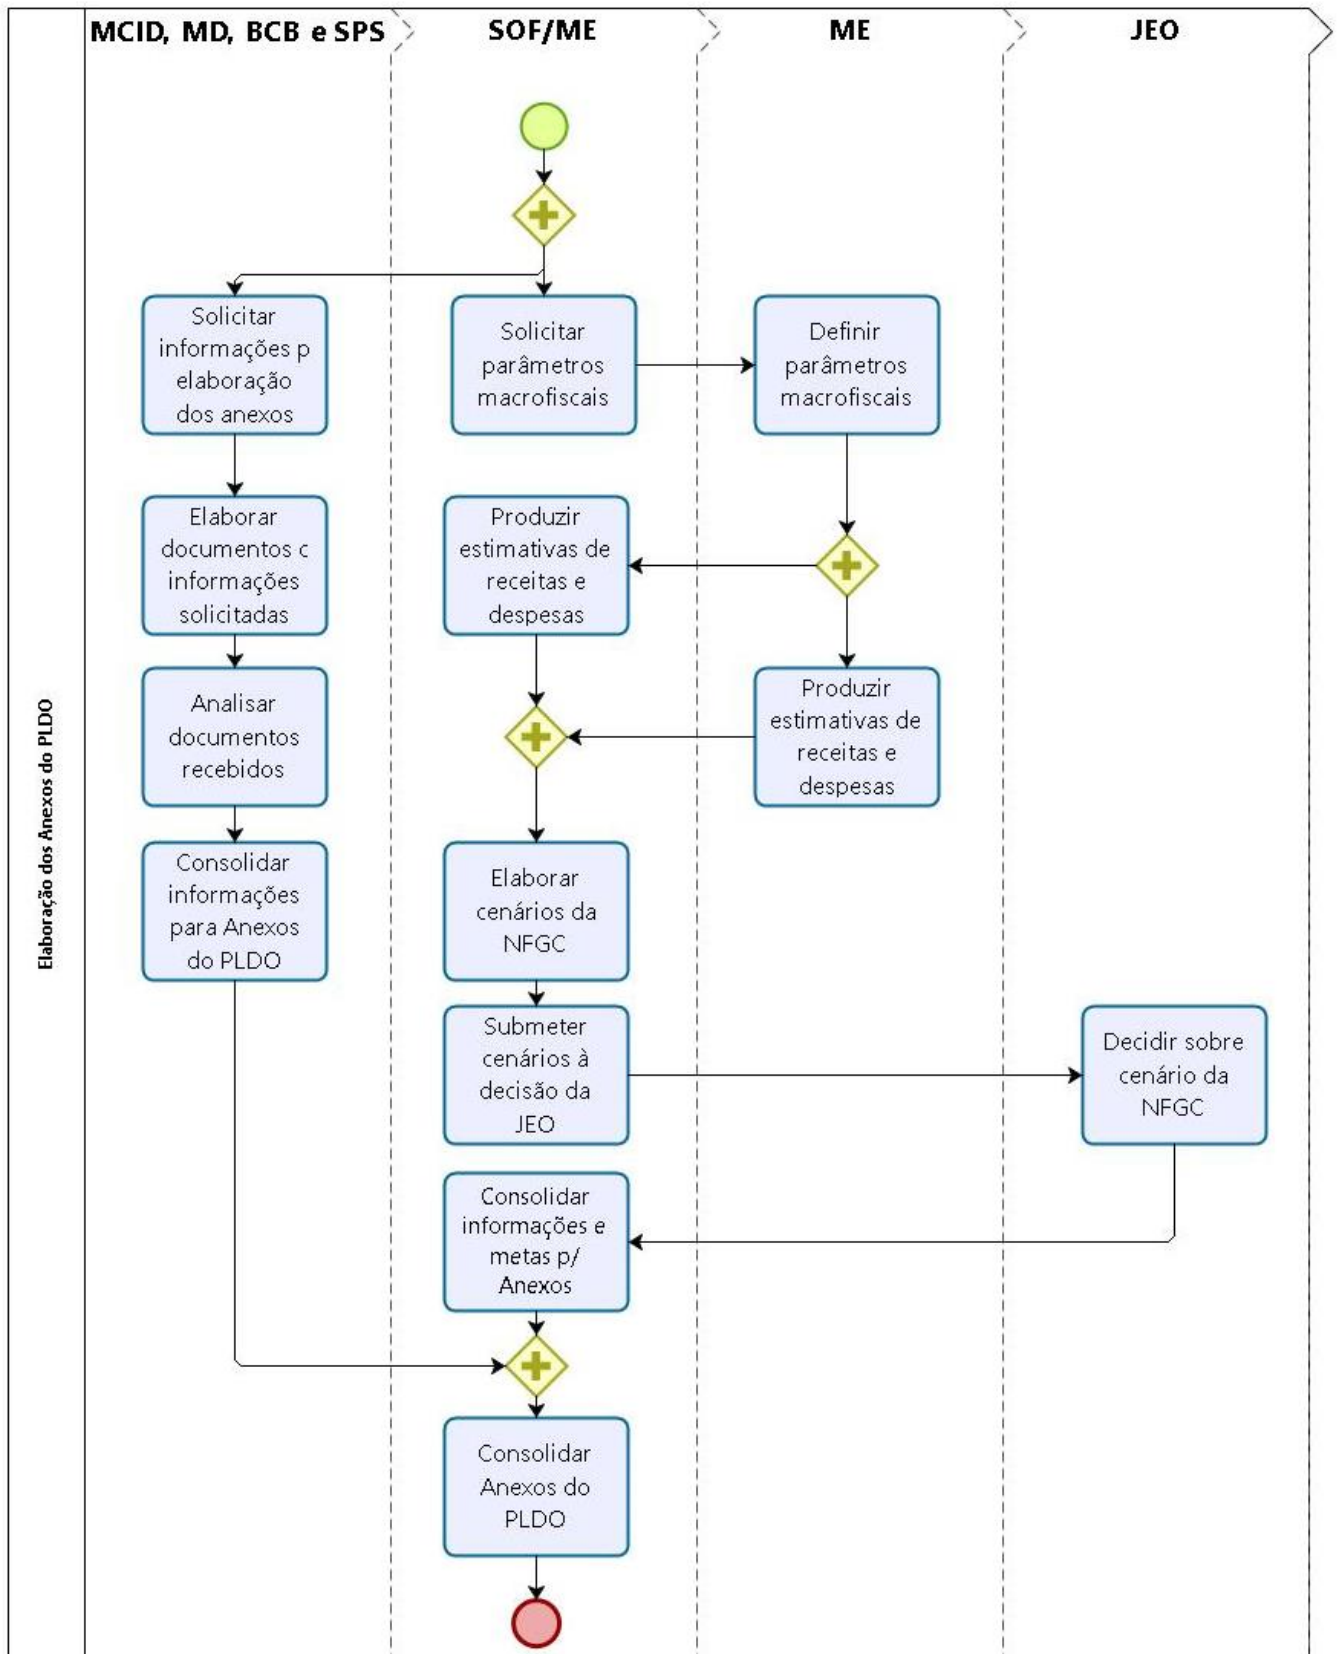 MCID, MD, BCB e SPS
SOF/ME
ME
JEO
Elaboração dos Anexos do PLDO
Solicitar
informações p
elaboração
dos anexos
Solicitar
parâmetros
macrofiscais
Definir
parâmetros
macrofiscais
Elaborar
documentos c
informações
solicitadas
Produzir
estimativas de
receitas e
despesas
Analisar
documentos
recebidos
Produzir
estimativas de
receitas e
despesas
Consolidar
informações
para Anexos
do PLDO
Elaborar
cenários da
NFGC
Submeter
cenários à
decisão da
JEO
Decidir sobre
cenário da
NFGC
Consolidar
informações e
metas p/
Anexos
Consolidar
Anexos do
PLDO